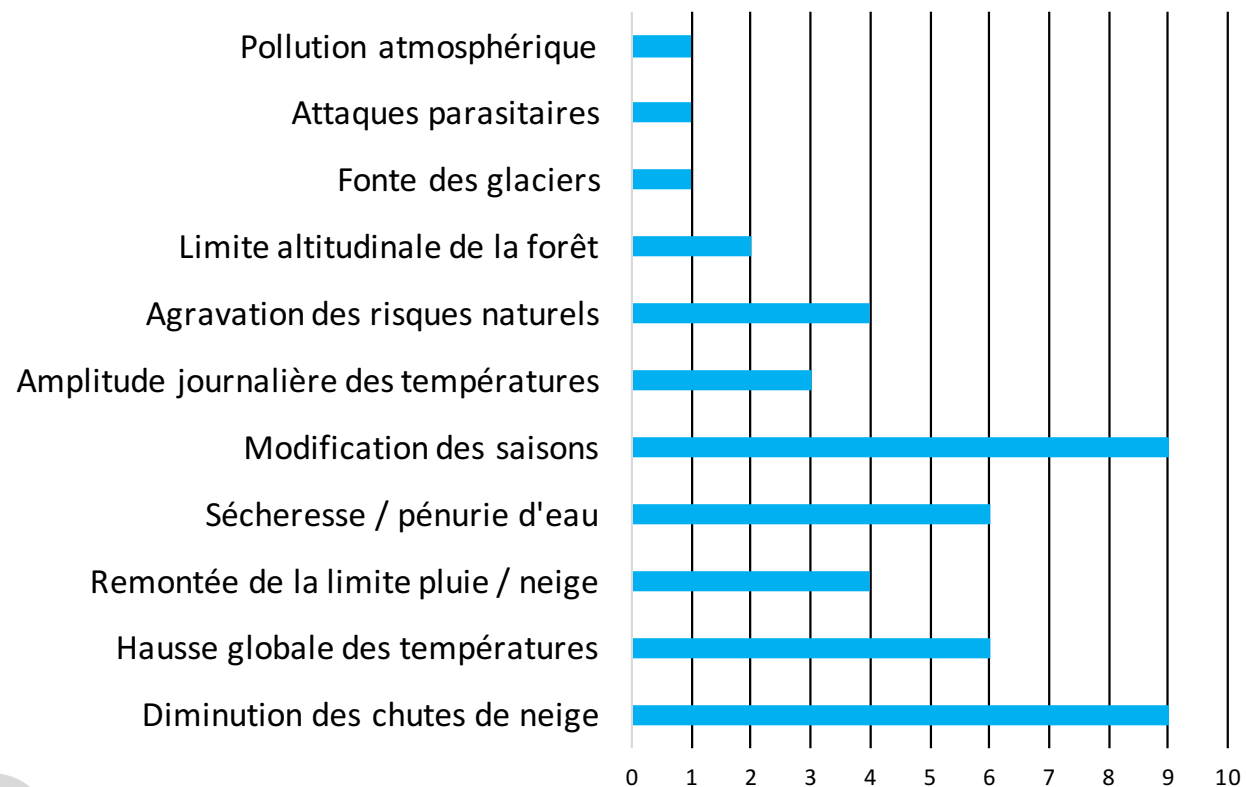 Pollution atmosphérique
Attaques parasitaires
Fonte des glaciers
Limite altitudinale de la forêt
Agravation des risques naturels
Amplitude journalière des températures
Modification des saisons
Sécheresse / pénurie d'eau
Remontée de la limite pluie / neige
Hausse globale des températures
Diminution des chutes de neige
0 1 2 3 4 5 6 7 8 9 10